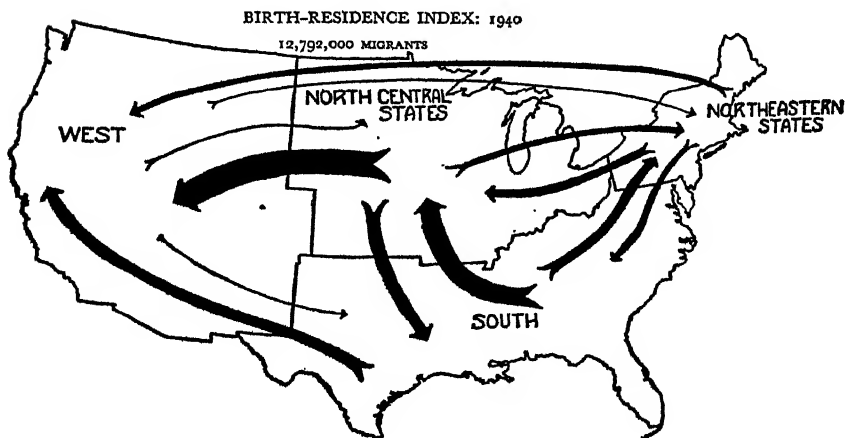 BIRTH-RESIDENCE INDEX: 1940
12,792,000 MIGRANTS
NORTH CENTRAL
STATES
NORTHEASTERN
STATES
WEST
SOUTH